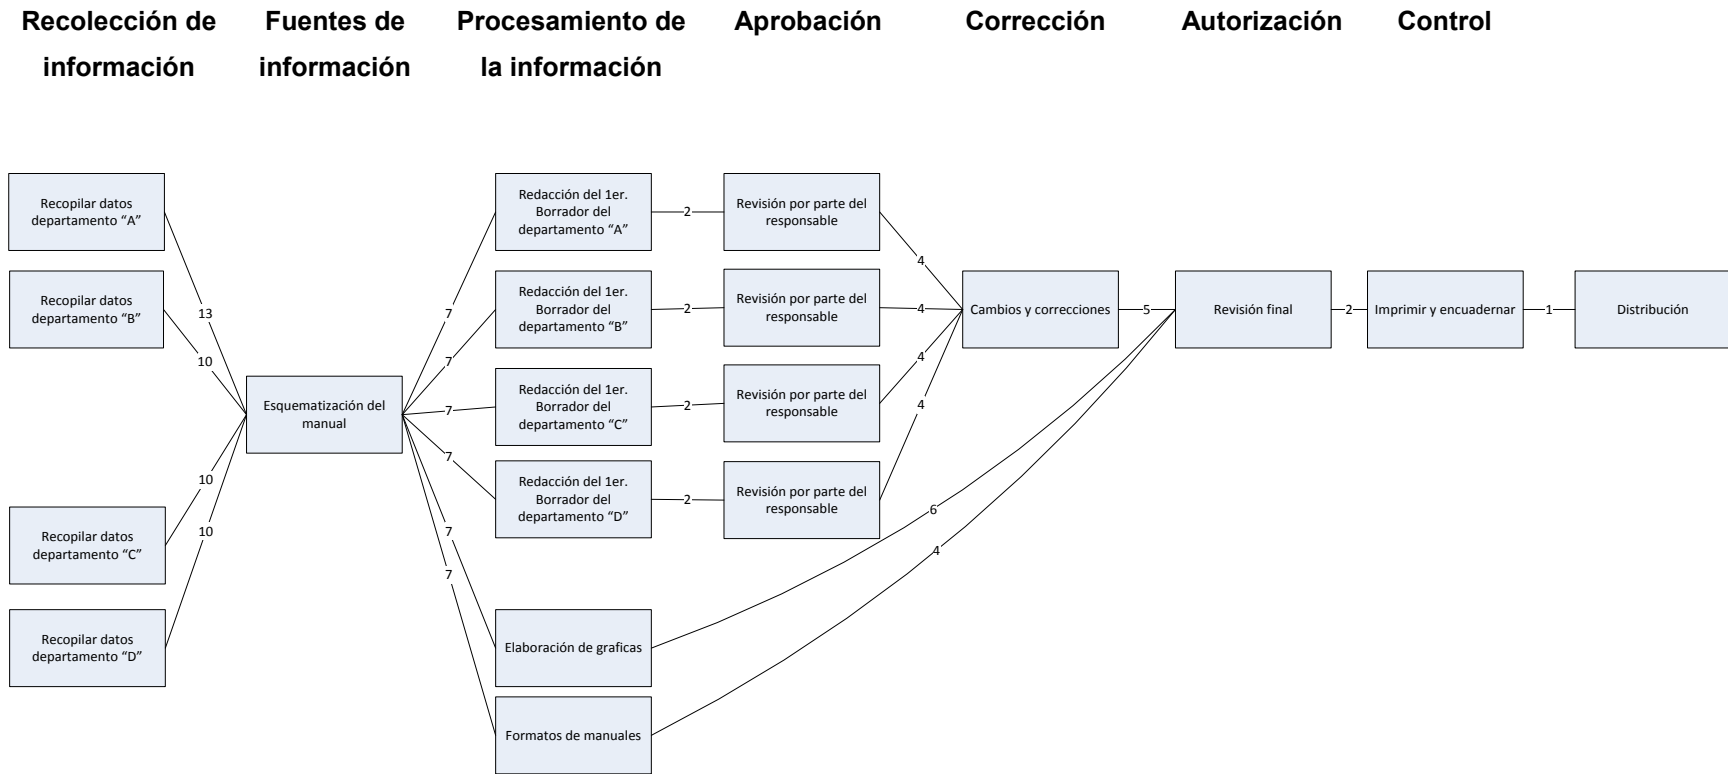 Recolección de
información
Fuentes de
información
Procesamiento de
la información
Aprobación
Corrección
Autorización
Control
Recopilar datos
departamento “A”
Recopilar datos
departamento “B”
Recopilar datos
departamento “C”
Recopilar datos
departamento “D”
13
10
10
10
Esquematización del
manual
7
7
7
7
7
7
Redacción del 1er.
Borrador del
departamento “A”
Redacción del 1er.
Borrador del
departamento “B”
Redacción del 1er.
Borrador del
departamento “C”
Redacción del 1er.
Borrador del
departamento “D”
Elaboración de graficas
Formatos de manuales
2
2
2
2
Revisión por parte del
responsable
Revisión por parte del
responsable
Revisión por parte del
responsable
Revisión por parte del
responsable
4
4
4
4
6
4
Cambios y correcciones
5
Revisión final
2
Imprimir y encuadernar
1
Distribución